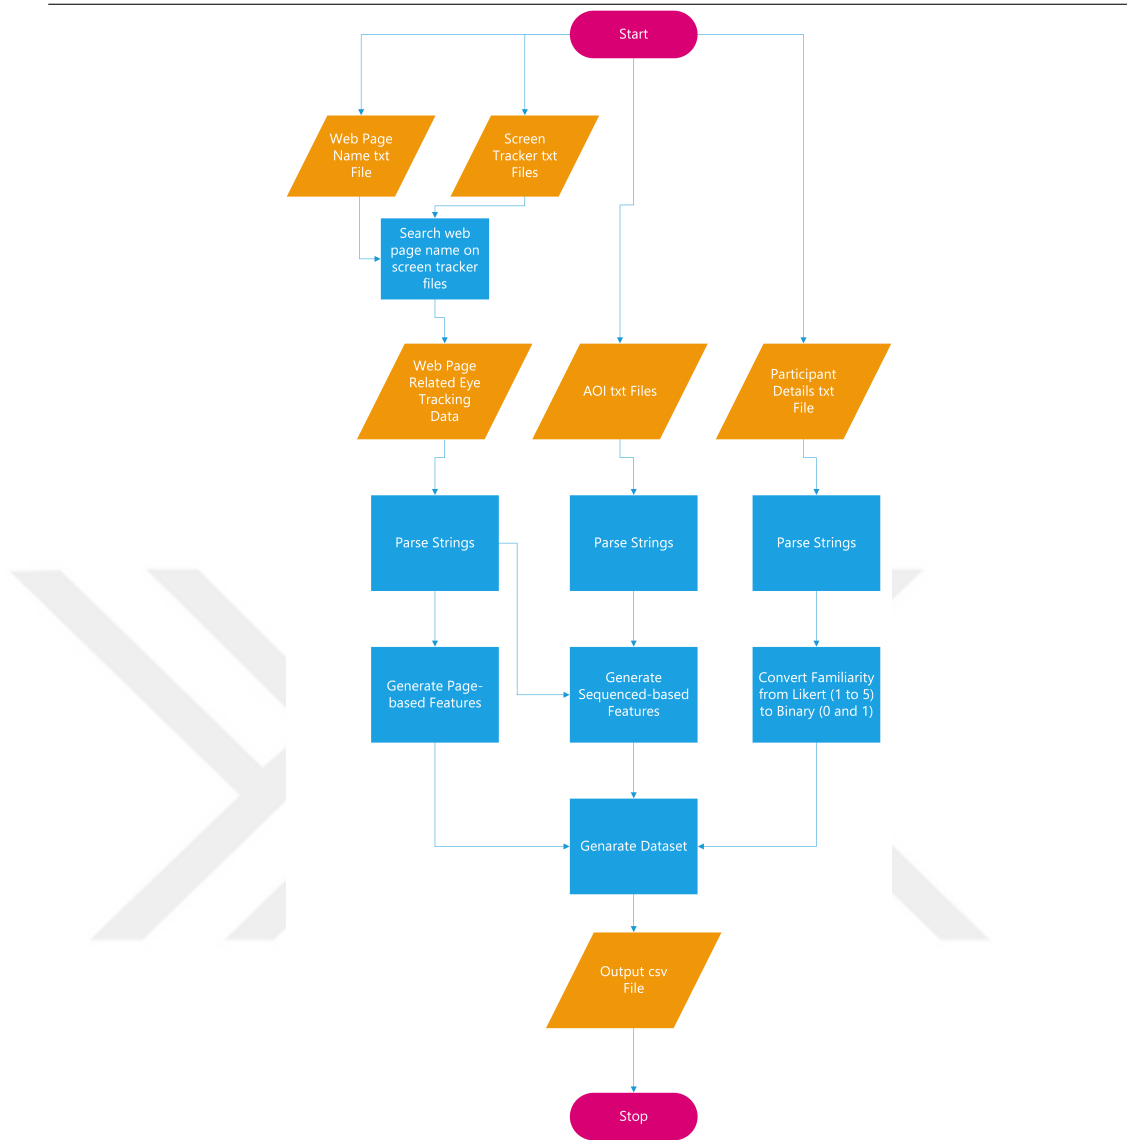 Start
Web Page
Name txt
File
Screen
Tracker txt
Files
Search web
page name on
screen tracker
files
Web Page
Related Eye
Tracking
Data
AOI txt Files
Participant
Details txt
File
Parse Strings
Parse Strings
Parse Strings
Generate Page-
based Features
Generate
Sequenced-based
Features
Convert Familiarity
from Likert (1 to 5)
to Binary (0 and 1)
Genarate Dataset
Output csv
File
Stop